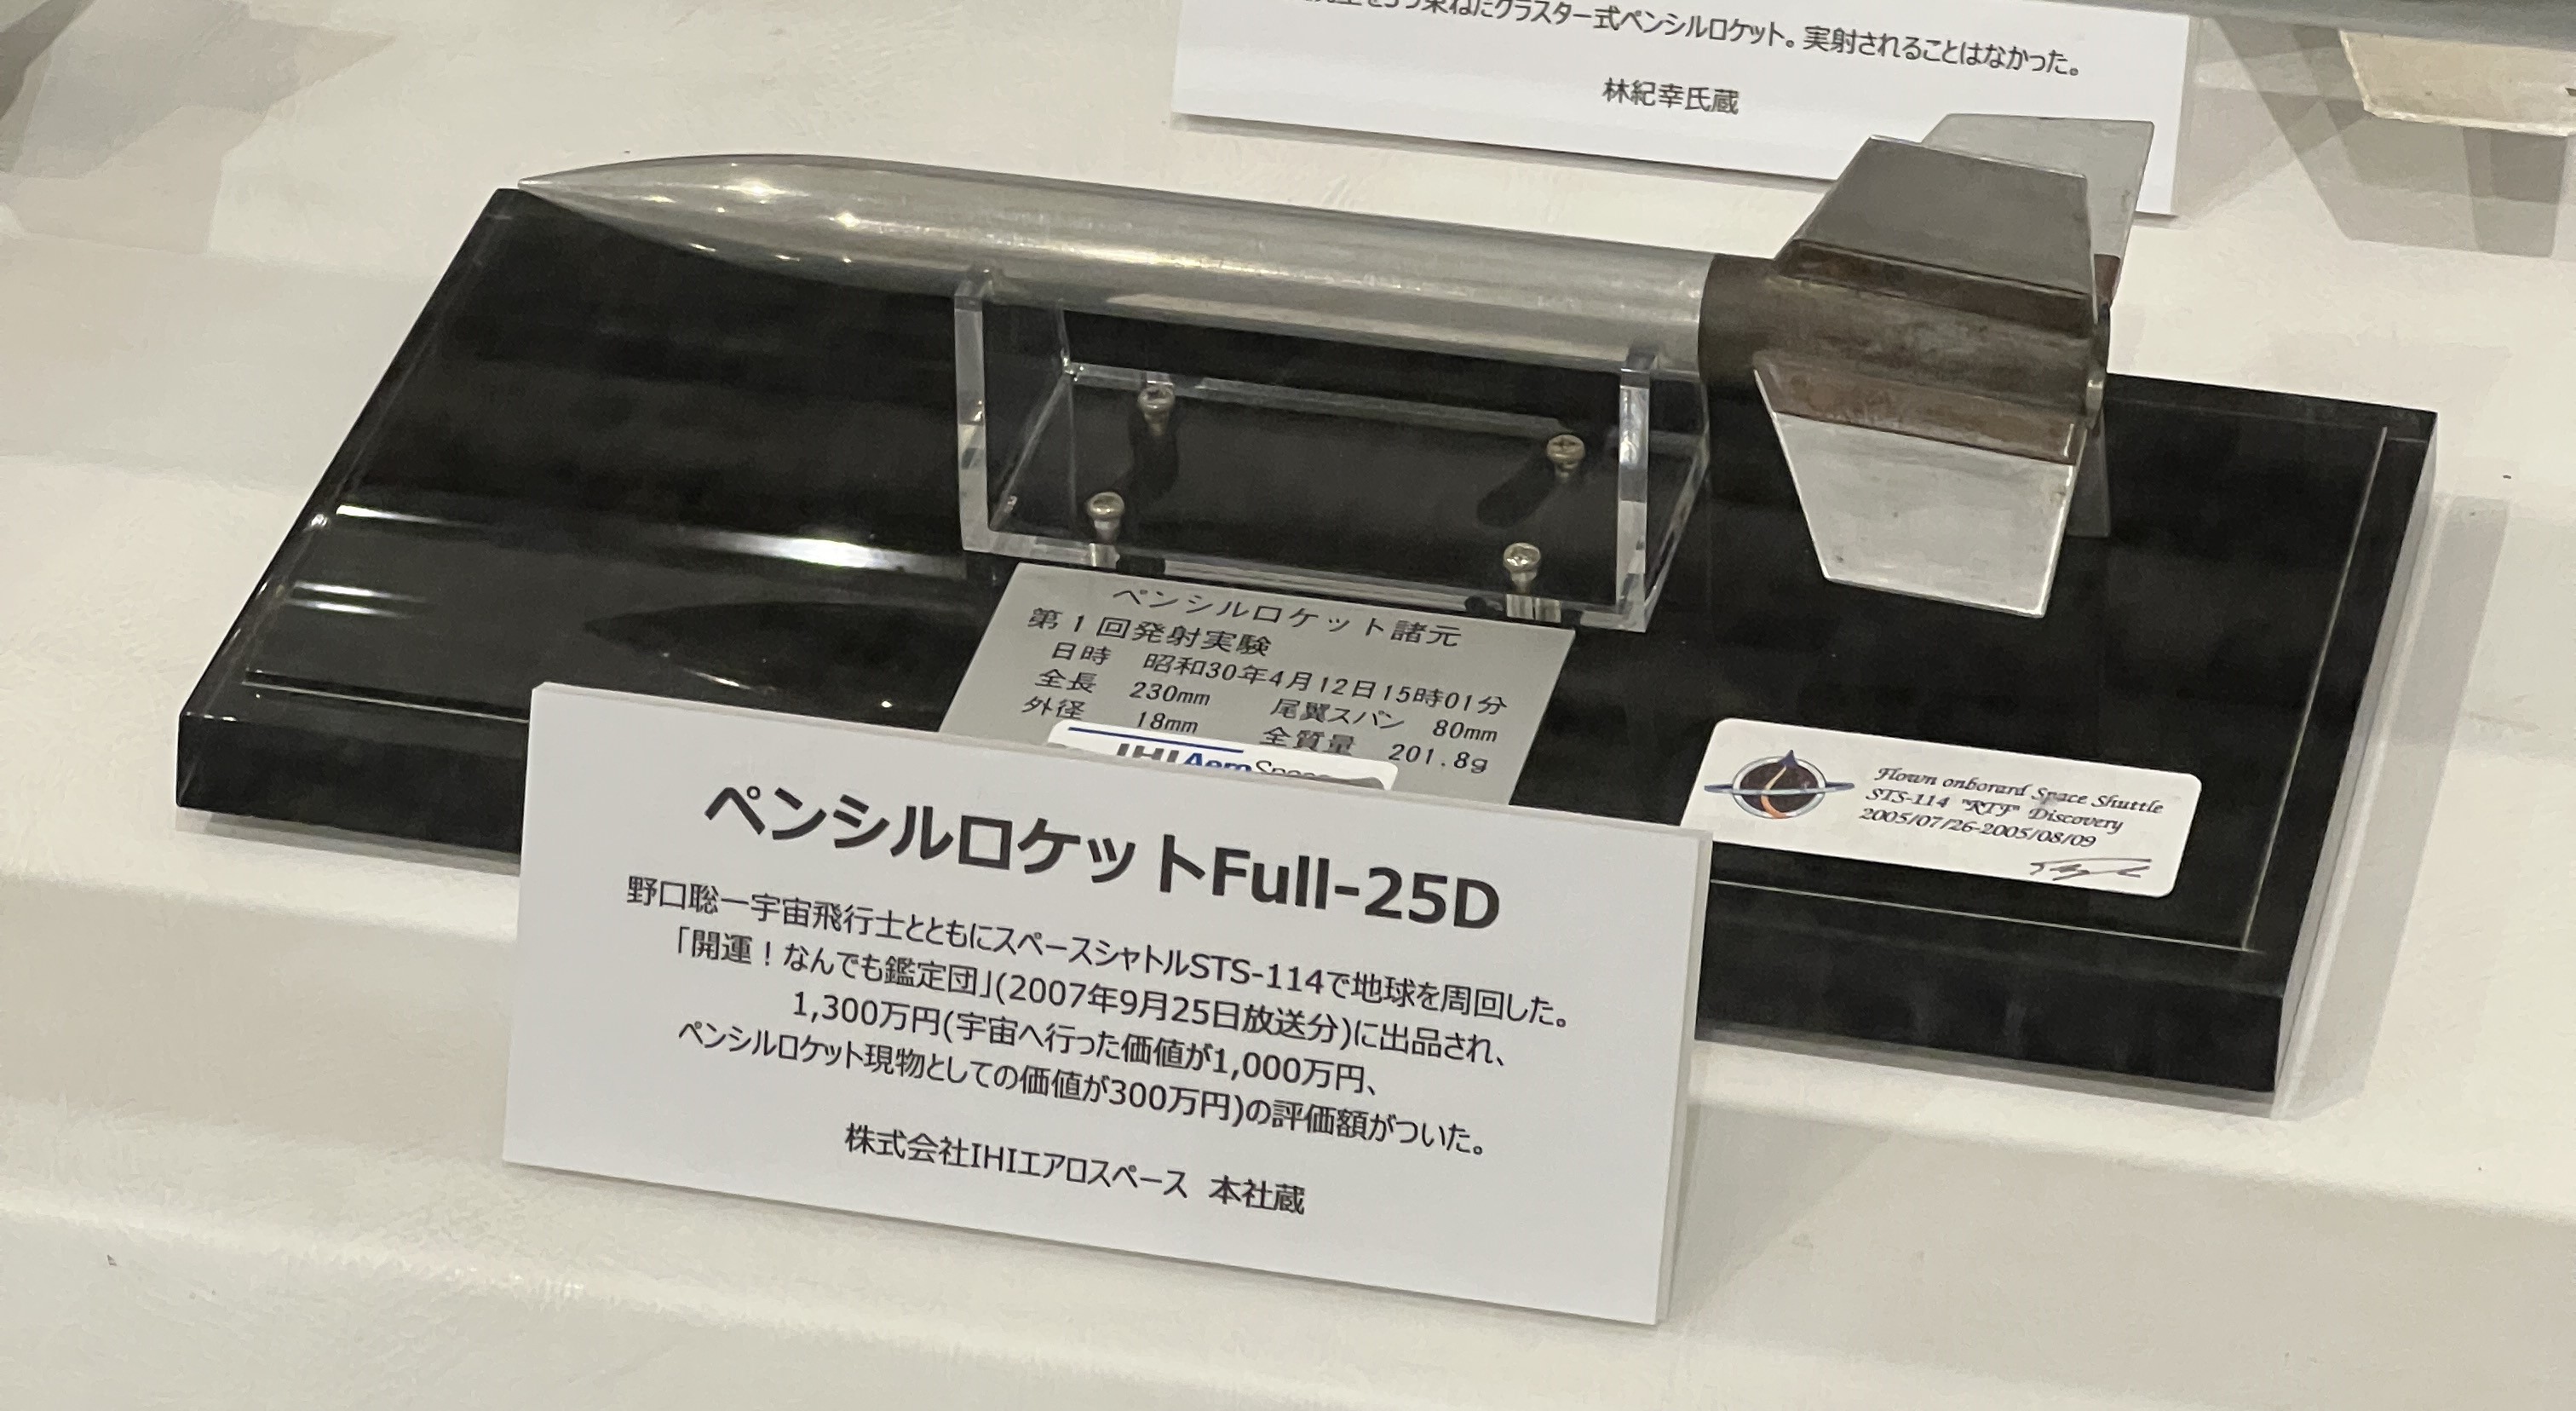 クラスター式ペンシルロケット。実射されることはなかった。
林紀幸氏蔵
ペンシルロケット諸元
第1回発射実験
日時 昭和30年4月12日15時01分
全長 230mm 尾翼スパン 80mm
外径 18mm 全質量 201.8g
IHI AeroSpace
Flown onborard Space Shuttle
STS-114 "RTF" Discovery
2005/07/26-2005/08/09
ペンシルロケットFull-25D
野口聡一宇宙飛行士とともにスペースシャトルSTS-114で地球を周回した。
「開運！なんでも鑑定団」(2007年9月25日放送分)に出品され、
1,300万円(宇宙へ行った価値が1,000万円、
ペンシルロケット現物としての価値が300万円)の評価額がついた。
株式会社IHIエアロスペース 本社蔵